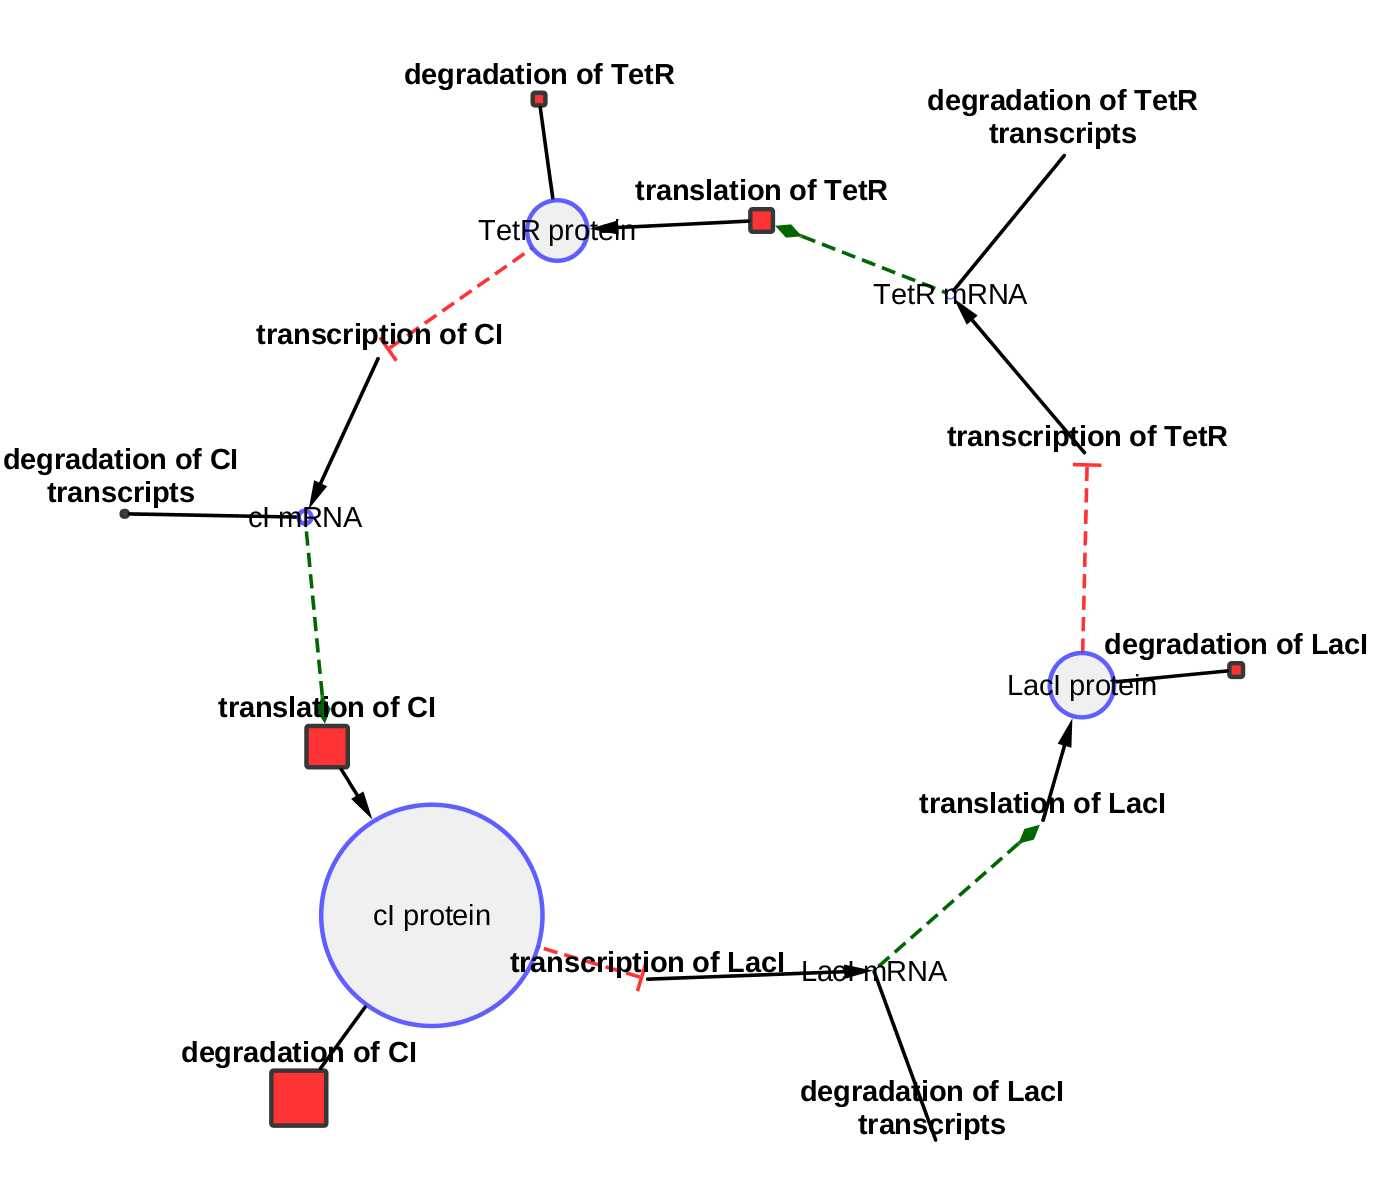 degradation of TetR
degradation of TetR
transcripts
translation of TetR
TetR protein
TetR mRNA
transcription of CI
transcription of TetR
degradation of CI
transcripts
cI mRNA
degradation of LacI
LacI protein
translation of CI
translation of LacI
cI protein
transcription of LacI
LacI mRNA
degradation of CI
degradation of LacI
transcripts